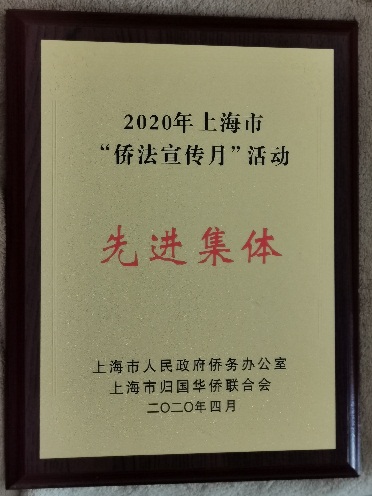 2020年上海市
“侨法宣传月”活动
先进集体
上海市人民政府侨务办公室
上海市归国华侨联合会
二〇二〇年四月